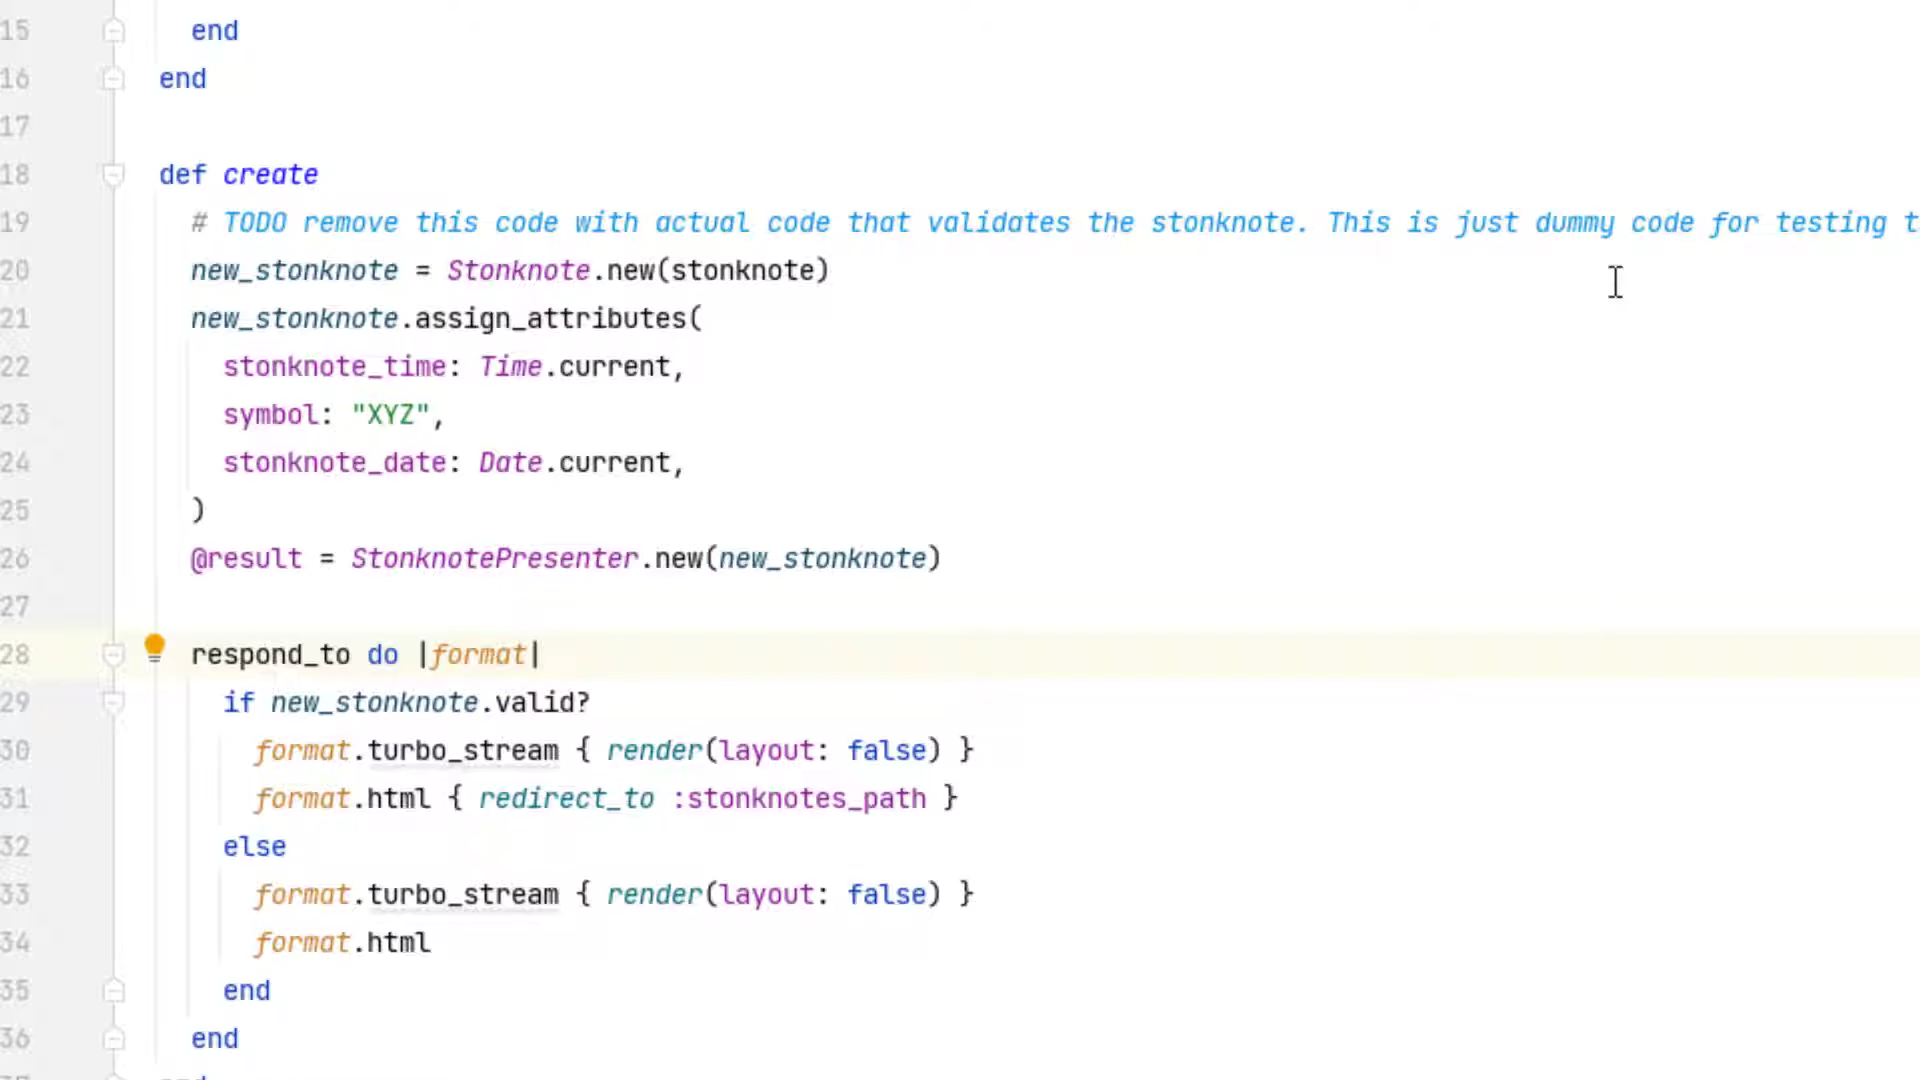 15 end
16 end
17
18 def create
19 # TODO remove this code with actual code that validates the stonknote. This is just dummy code for testing t
20 new_stonknote = Stonknote.new(stonknote)
21 new_stonknote.assign_attributes(
22 stonknote_time: Time.current,
23 symbol: "XYZ",
24 stonknote_date: Date.current,
25 )
26 @result = StonknotePresenter.new(new_stonknote)
27
28 respond_to do |format|
29 if new_stonknote.valid?
30 format.turbo_stream { render(layout: false) }
31 format.html { redirect_to :stonknotes_path }
32 else
33 format.turbo_stream { render(layout: false) }
34 format.html
35 end
36 end